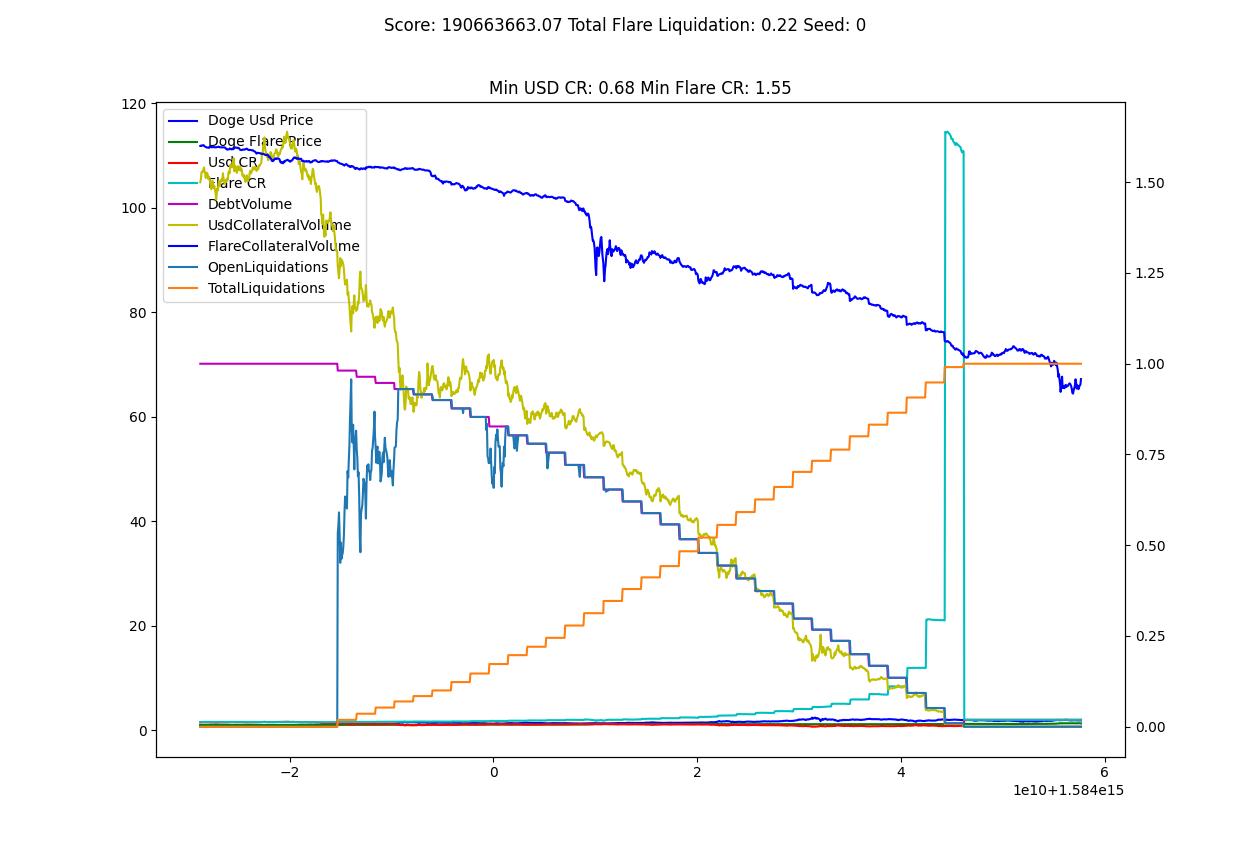 Score: 190663663.07 Total Flare Liquidation: 0.22 Seed: 0
Min USD CR: 0.68 Min Flare CR: 1.55
Doge Usd Price
Doge Flare Price
Usd CR
Flare CR
DebtVolume
UsdCollateralVolume
FlareCollateralVolume
OpenLiquidations
TotalLiquidations
120
100
80
60
40
20
0
1.50
1.25
1.00
0.75
0.50
0.25
0.00
−2
0
2
4
6
1e10+1.584e15